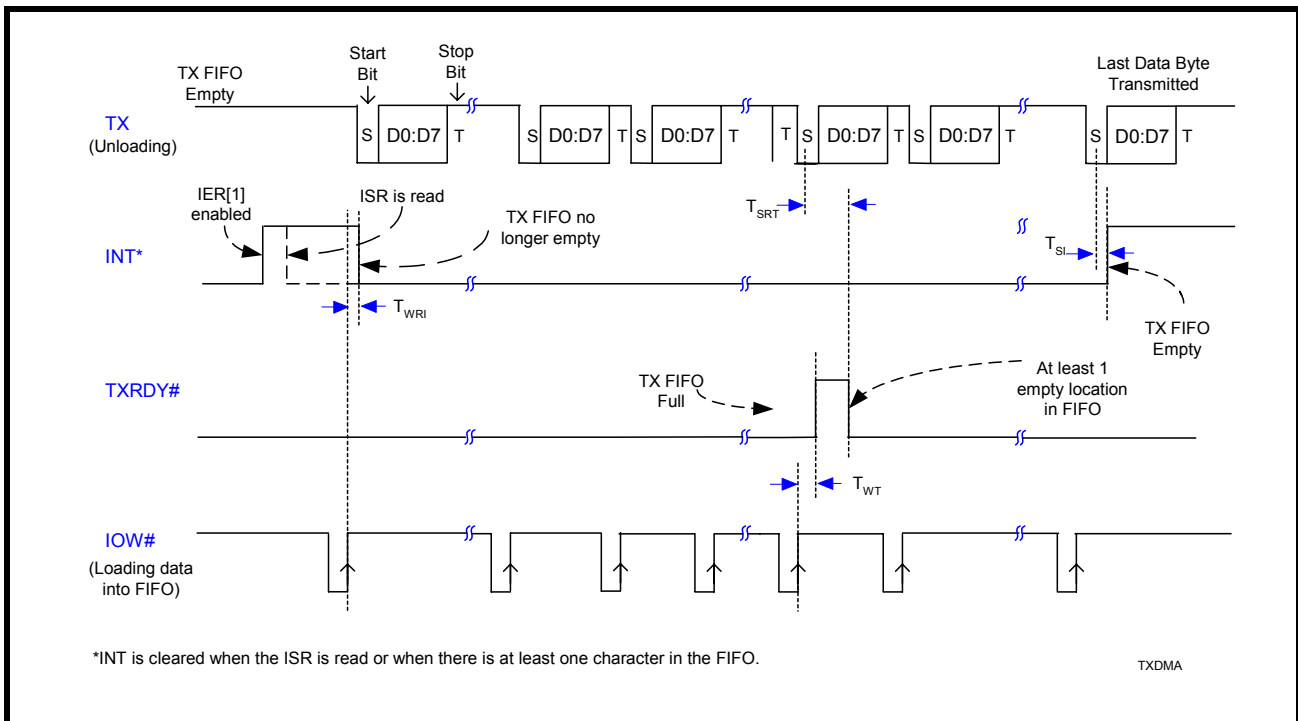 TX FIFO
Empty
Start
Bit
Stop
Bit
Last Data Byte
Transmitted
TX
(Unloading)
S D0:D7 T S D0:D7 T S D0:D7 T T S D0:D7 T S D0:D7 T S D0:D7 T
IER[1]
enabled
ISR is read
TX FIFO no
longer empty
TSRT
TSI
INT*
TWRI
TX FIFO
Empty
TXRDY#
TX FIFO
Full
At least 1
empty location
in FIFO
TWT
IOW#
(Loading data
into FIFO)
*INT is cleared when the ISR is read or when there is at least one character in the FIFO.
TXDMA